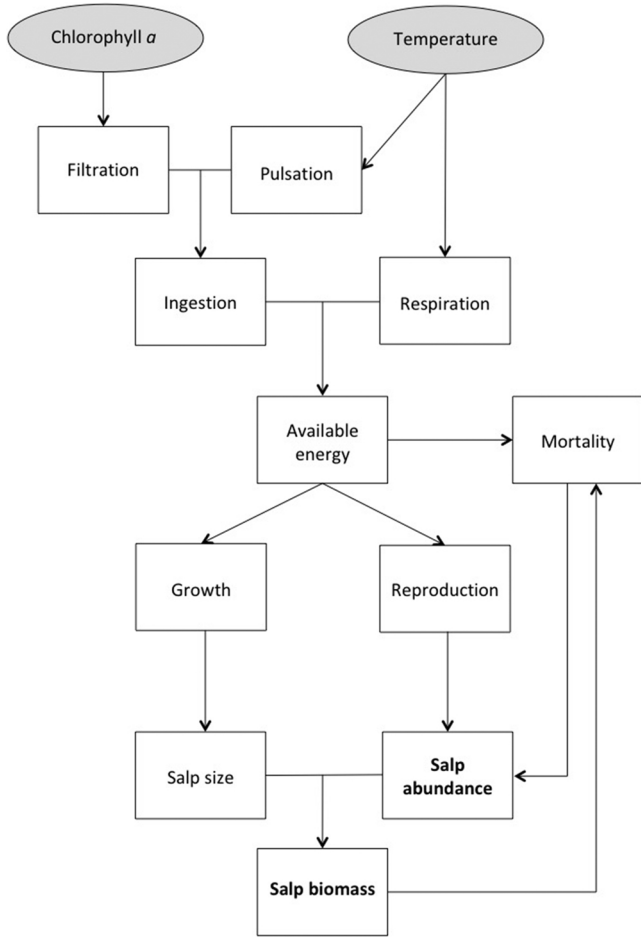 Chlorophyll a
Temperature
Filtration
Pulsation
Ingestion
Respiration
Available
energy
Mortality
Growth
Reproduction
Salp size
Salp
abundance
Salp biomass